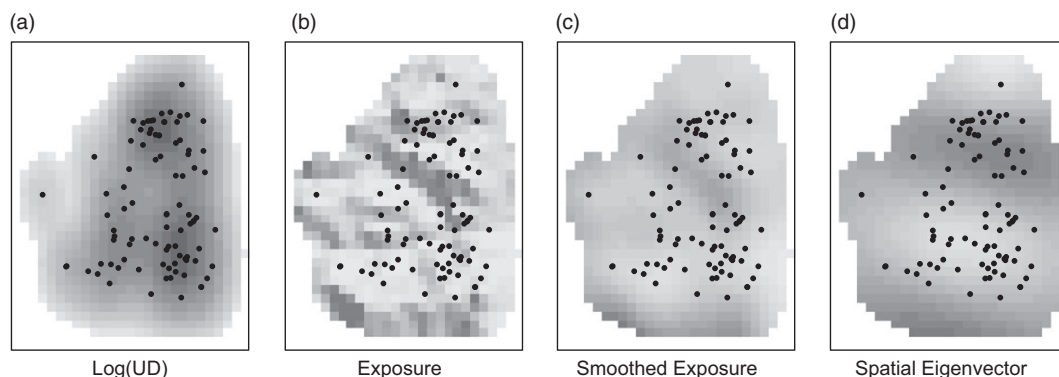 (a) (b) (c) (d)
Log(UD) Exposure Smoothed Exposure Spatial Eigenvector